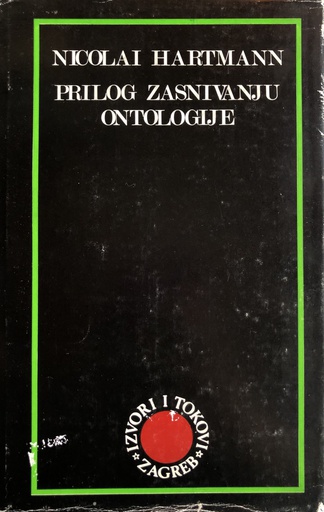 NICOLAI HARTMANN
PRILOG ZASNIVANJU
ONTOLOGIJE
IZVORI I TOKOVI
ZAGREB